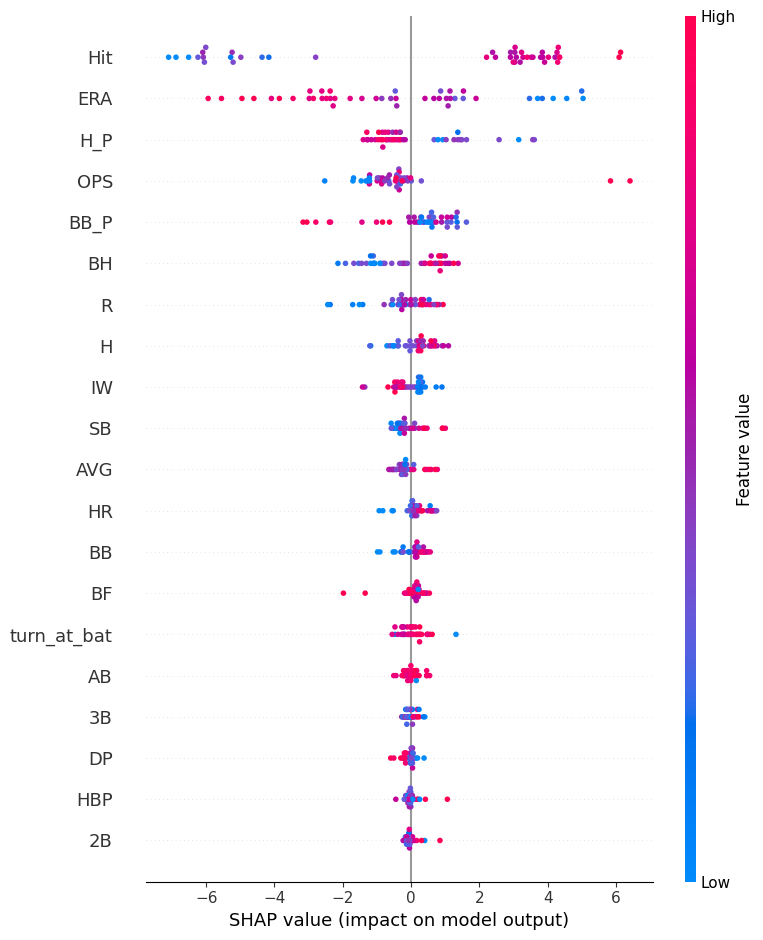 High
Hit
ERA
H_P
OPS
BB_P
BH
R
H
IW
SB
AVG
HR
BB
BF
turn_at_bat
AB
3B
DP
HBP
2B
Feature value
Low
−6 −4 −2 0 2 4 6
SHAP value (impact on model output)